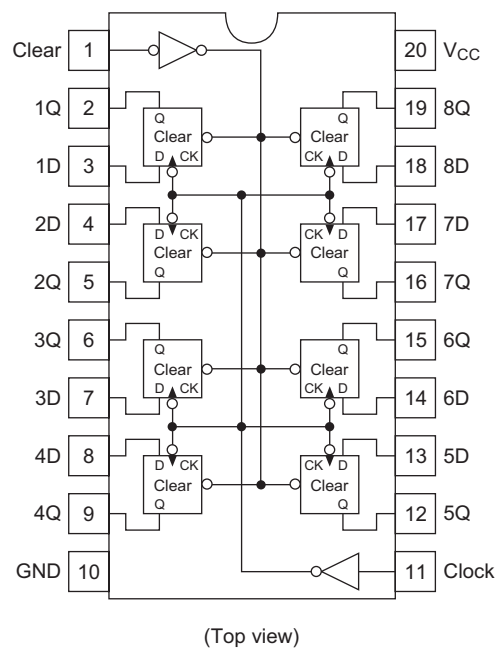 Clear 1 20 VCC
1Q 2 19 8Q
Q Q
Clear Clear
1D 3 D CK CK D 18 8D
2D 4 D CK CK D 17 7D
Clear Clear
2Q 5 Q Q 16 7Q
3Q 6 15 6Q
Q Q
Clear Clear
3D 7 D CK CK D 14 6D
4D 8 D CK CK D 13 5D
Clear Clear
4Q 9 Q Q 12 5Q
GND 10 11 Clock
(Top view)